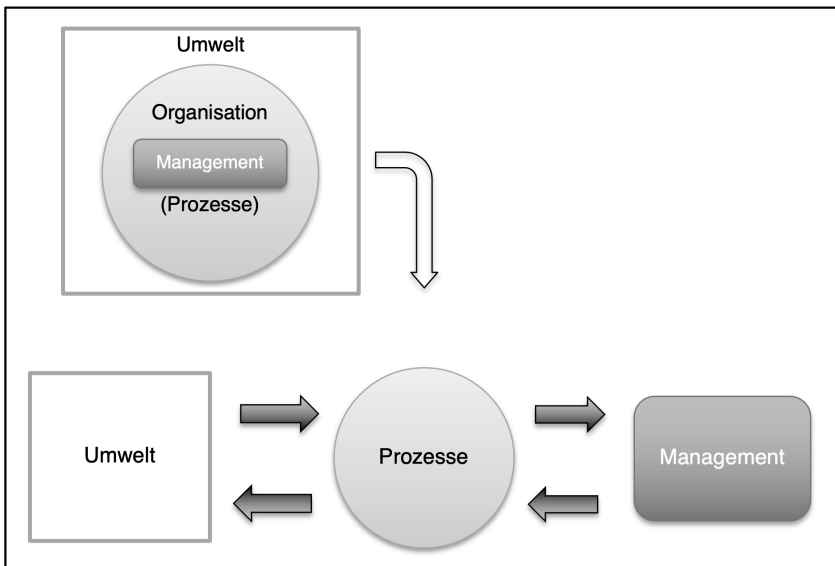 Umwelt
Organisation
Management
(Prozesse)
Umwelt
Prozesse
Management